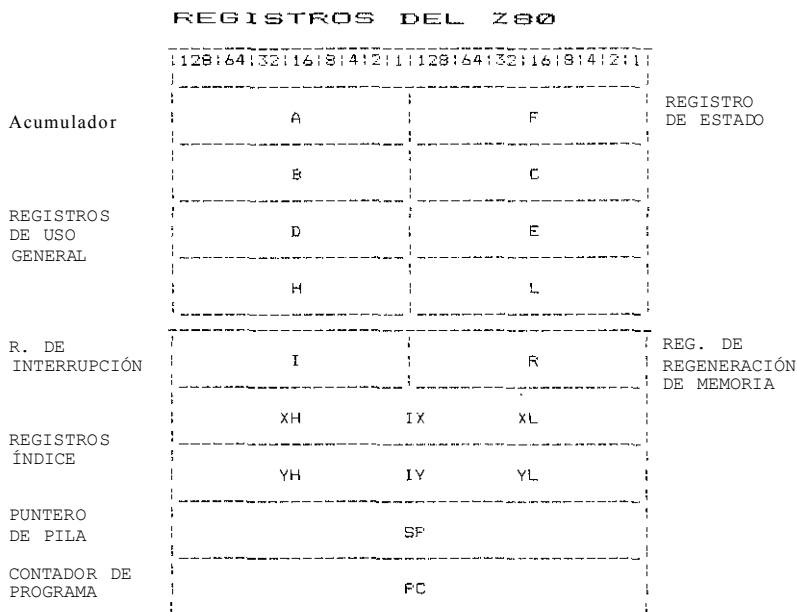 REGISTROS DEL Z80
128 64 32 16 8 4 2 1 128 64 32 16 8 4 2 1
Acumulador
A
F
REGISTRO
DE ESTADO
B
C
REGISTROS
DE USO
GENERAL
D
E
H
L
R. DE
INTERRUPCIÓN
I
R
REG. DE
REGENERACIÓN
DE MEMORIA
REGISTROS
ÍNDICE
XH IX XL
YH IY YL
PUNTERO
DE PILA
SP
CONTADOR DE
PROGRAMA
PC